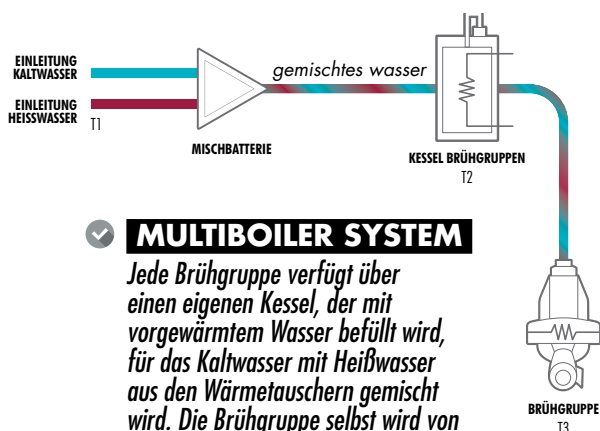 EINLEITUNG
KALTWASSER
EINLEITUNG
HEISSWASSER
T1
MISCHBATTERIE
gemischtes wasser
KESSEL BRÜHGRUPPEN
T2
MULTIBOILER SYSTEM
Jede Brühgruppe verfügt über
einen eigenen Kessel, der mit
vorgewärmtem Wasser befüllt wird,
für das Kaltwasser mit Heißwasser
aus den Wärmetauschern gemischt
wird. Die Brühgruppe selbst wird von
BRÜHGRUPPE
T3